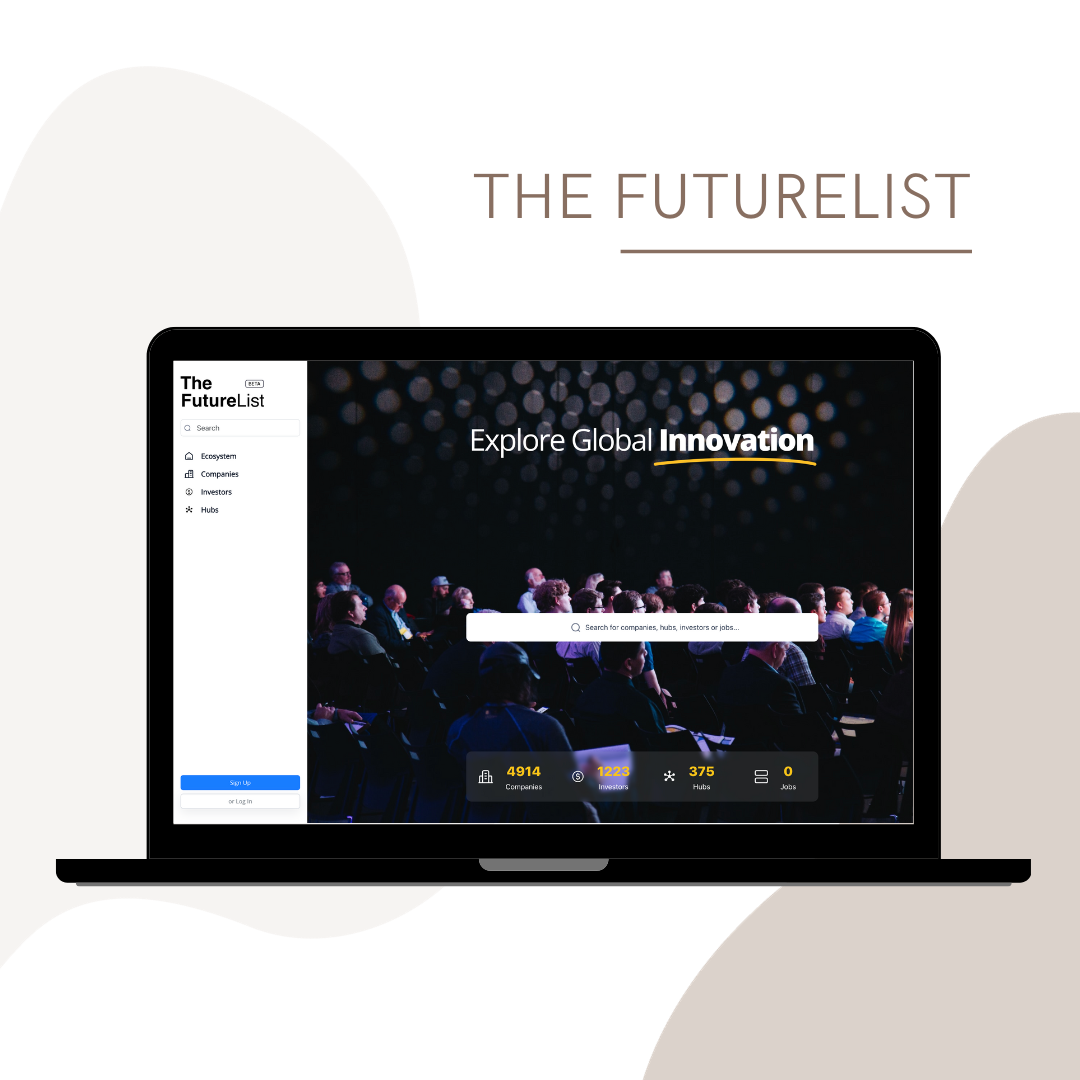 THE FUTURELIST
The
BETA
FutureList
Search
Ecosystem
Companies
Investors
Hubs
Sign Up
or Log In
Explore Global Innovation
Search for companies, hubs, investors or jobs...
4914
Companies
1223
Investors
375
Hubs
0
Jobs